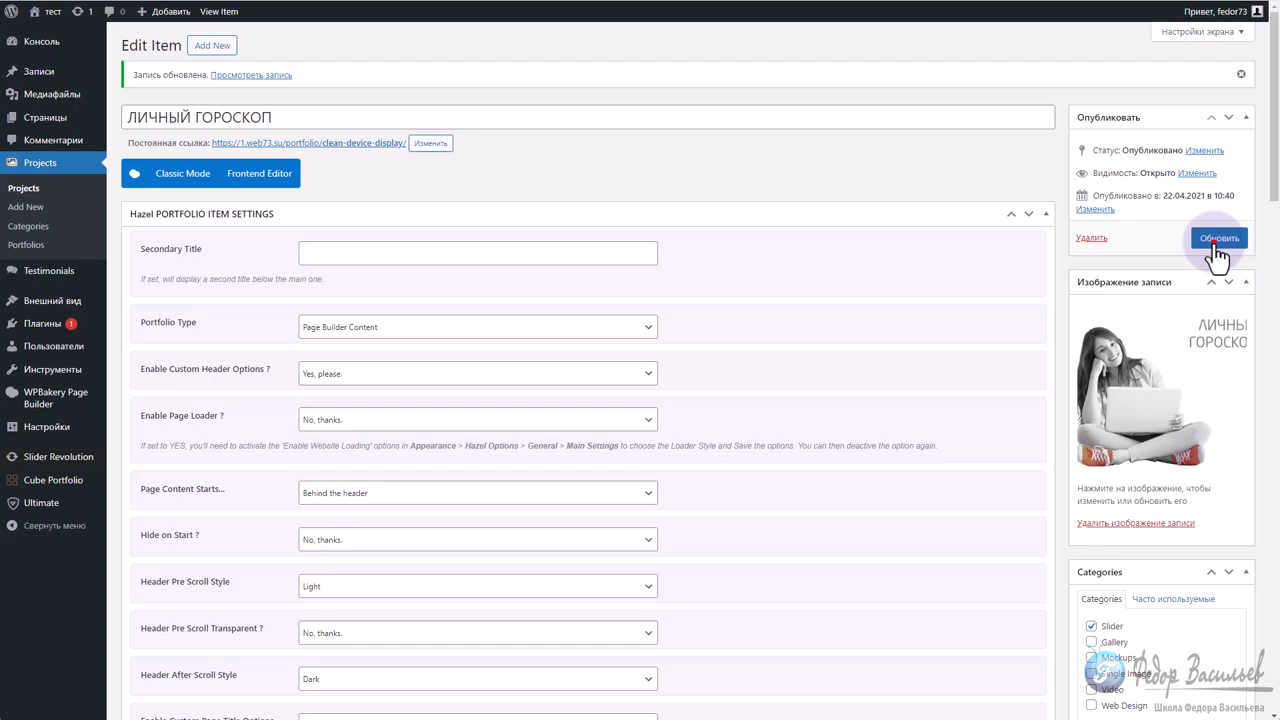 тест
1
0
Добавить
View Item
Привет, fedor73
Консоль
Записи
Медиафайлы
Страницы
Комментарии
Projects
Projects
Add New
Categories
Portfolios
Testimonials
Внешний вид
Плагины 1
Пользователи
Инструменты
WPBakery Page
Builder
Настройки
Slider Revolution
Cube Portfolio
Ultimate
Свернуть меню
Настройки экрана
Edit Item
Add New
Запись обновлена. Просмотреть запись
ЛИЧНЫЙ ГОРОСКОП
Постоянная ссылка: https://1.web73.su/portfolio/clean-device-display/ Изменить
Classic Mode
Frontend Editor
Hazel PORTFOLIO ITEM SETTINGS
Secondary Title
If set, will display a second title below the main one.
Portfolio Type
Page Builder Content
Enable Custom Header Options ?
Yes, please.
Enable Page Loader ?
No, thanks.
If set to YES, you'll need to activate the 'Enable Website Loading' options in Appearance > Hazel Options > General > Main Settings to choose the Loader Style and Save the options. You can then deactive the option again.
Page Content Starts...
Behind the header
Hide on Start ?
No, thanks.
Header Pre Scroll Style
Light
Header Pre Scroll Transparent ?
No, thanks.
Header After Scroll Style
Dark
Enable Custom Page Title Options
Опубликовать
Статус: Опубликовано Изменить
Видимость: Открыто Изменить
Опубликовано в: 22.04.2021 в 10:40
Изменить
Удалить
Обновить
Изображение записи
ЛИЧНЫ
ГОРОСКО
Нажмите на изображение, чтобы
изменить или обновить его
Удалить изображение записи
Categories
Categories
Часто используемые
Slider
Gallery
Mockups
Single Image
Video
Web Design
Федор Васильев
Школа Федора Васильева